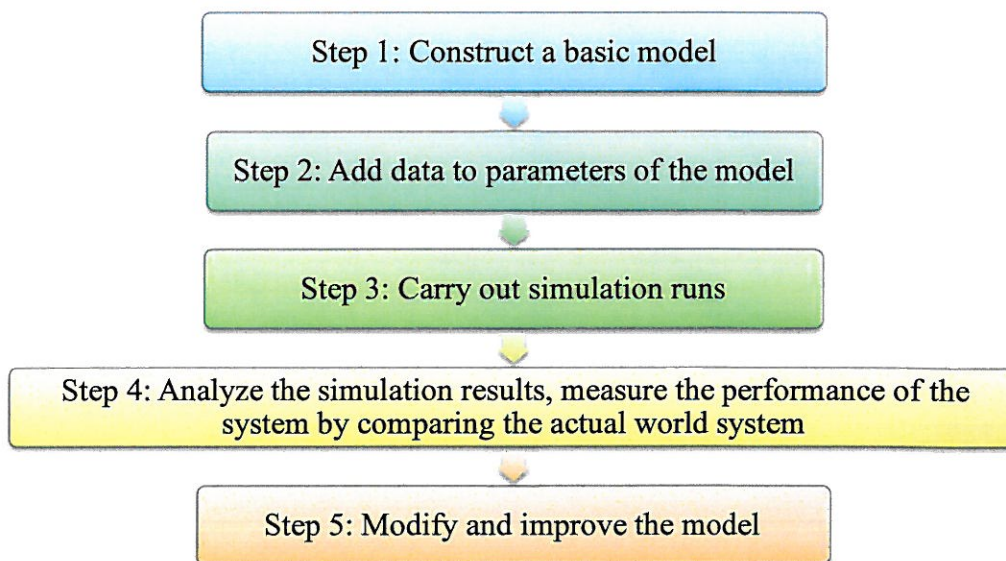 Step 1: Construct a basic model
Step 2: Add data to parameters of the model
Step 3: Carry out simulation runs
Step 4: Analyze the simulation results, measure the performance of the
system by comparing the actual world system
Step 5: Modify and improve the model